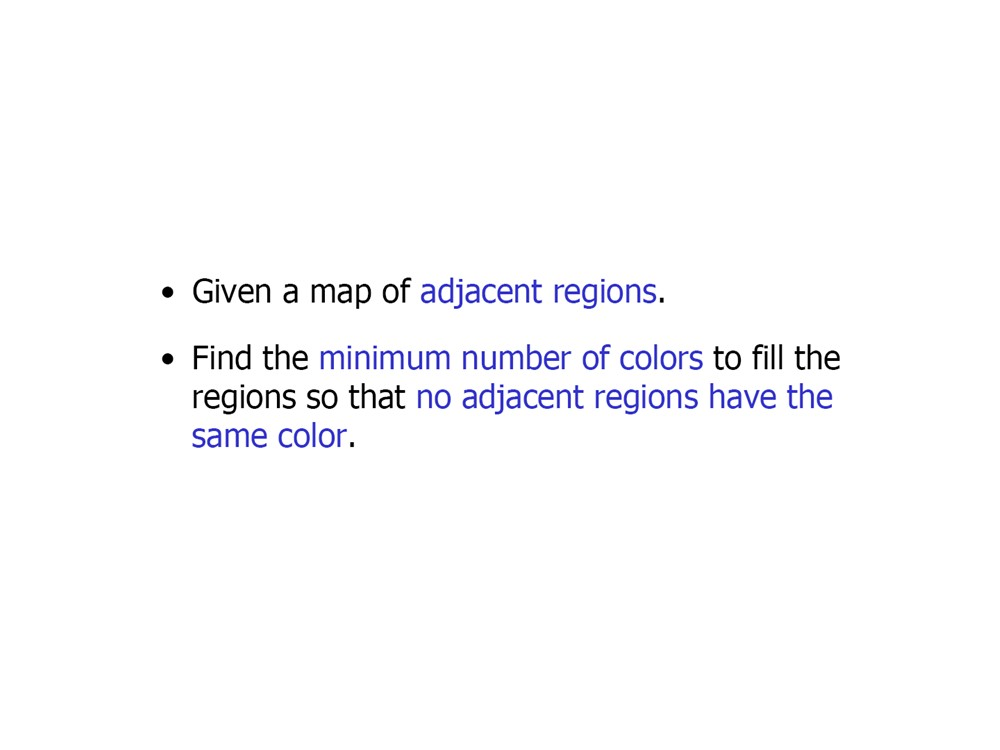 • Given a map of adjacent regions.
• Find the minimum number of colors to fill the
regions so that no adjacent regions have the
same color.